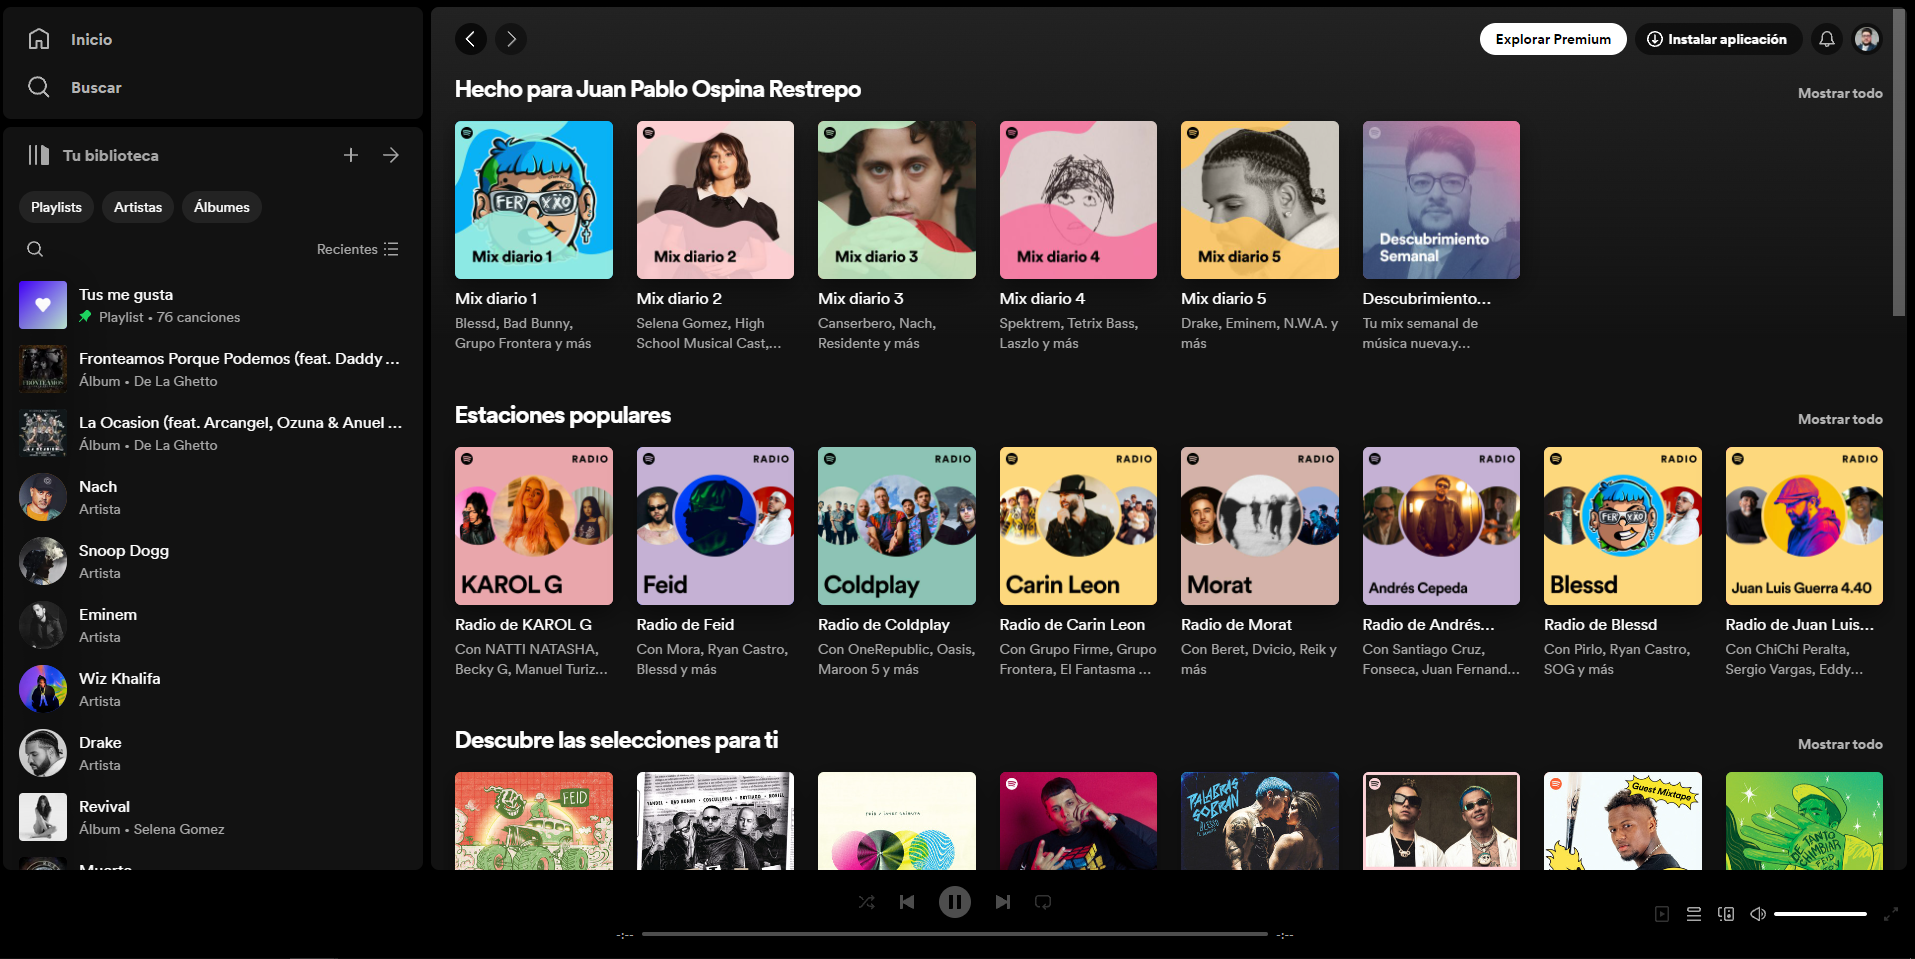 Inicio
Buscar
Tu biblioteca
Playlists
Artistas
Álbumes
Recientes
Tus me gusta
Playlist • 76 canciones
Fronteamos Porque Podemos (feat. Daddy ...
Álbum • De La Ghetto
La Ocasion (feat. Arcangel, Ozuna & Anuel ...
Álbum • De La Ghetto
Nach
Artista
Snoop Dogg
Artista
Eminem
Artista
Wiz Khalifa
Artista
Drake
Artista
Revival
Álbum • Selena Gomez
Muerte
Explorar Premium
Instalar aplicación
Hecho para Juan Pablo Ospina Restrepo
Mostrar todo
FERXXO
Mix diario 1
Mix diario 2
Mix diario 3
Mix diario 4
Mix diario 5
Descubrimiento
Semanal
Mix diario 1
Blessd, Bad Bunny,
Grupo Frontera y más
Mix diario 2
Selena Gomez, High
School Musical Cast,...
Mix diario 3
Canserbero, Nach,
Residente y más
Mix diario 4
Spektrem, Tetrix Bass,
Laszlo y más
Mix diario 5
Drake, Eminem, N.W.A. y
más
Descubrimiento...
Tu mix semanal de
música nueva.y...
Estaciones populares
Mostrar todo
RADIO
KAROL G
RADIO
Feid
RADIO
Coldplay
RADIO
Carin Leon
RADIO
Morat
RADIO
Andrés Cepeda
RADIO
FERXXO
Blessd
RADIO
Juan Luis Guerra 4.40
Radio de KAROL G
Con NATTI NATASHA,
Becky G, Manuel Turiz...
Radio de Feid
Con Mora, Ryan Castro,
Blessd y más
Radio de Coldplay
Con OneRepublic, Oasis,
Maroon 5 y más
Radio de Carin Leon
Con Grupo Firme, Grupo
Frontera, El Fantasma ...
Radio de Morat
Con Beret, Dvicio, Reik y
más
Radio de Andrés...
Con Santiago Cruz,
Fonseca, Juan Fernand...
Radio de Blessd
Con Pirlo, Ryan Castro,
SOG y más
Radio de Juan Luis...
Con ChiChi Peralta,
Sergio Vargas, Eddy...
Descubre las selecciones para ti
Mostrar todo
FEID
PALABRAS
SOBRAN
BLESSD
Guest Mixtape
DE TANTO
CHIMBIAR
FEID
-:--
-:--